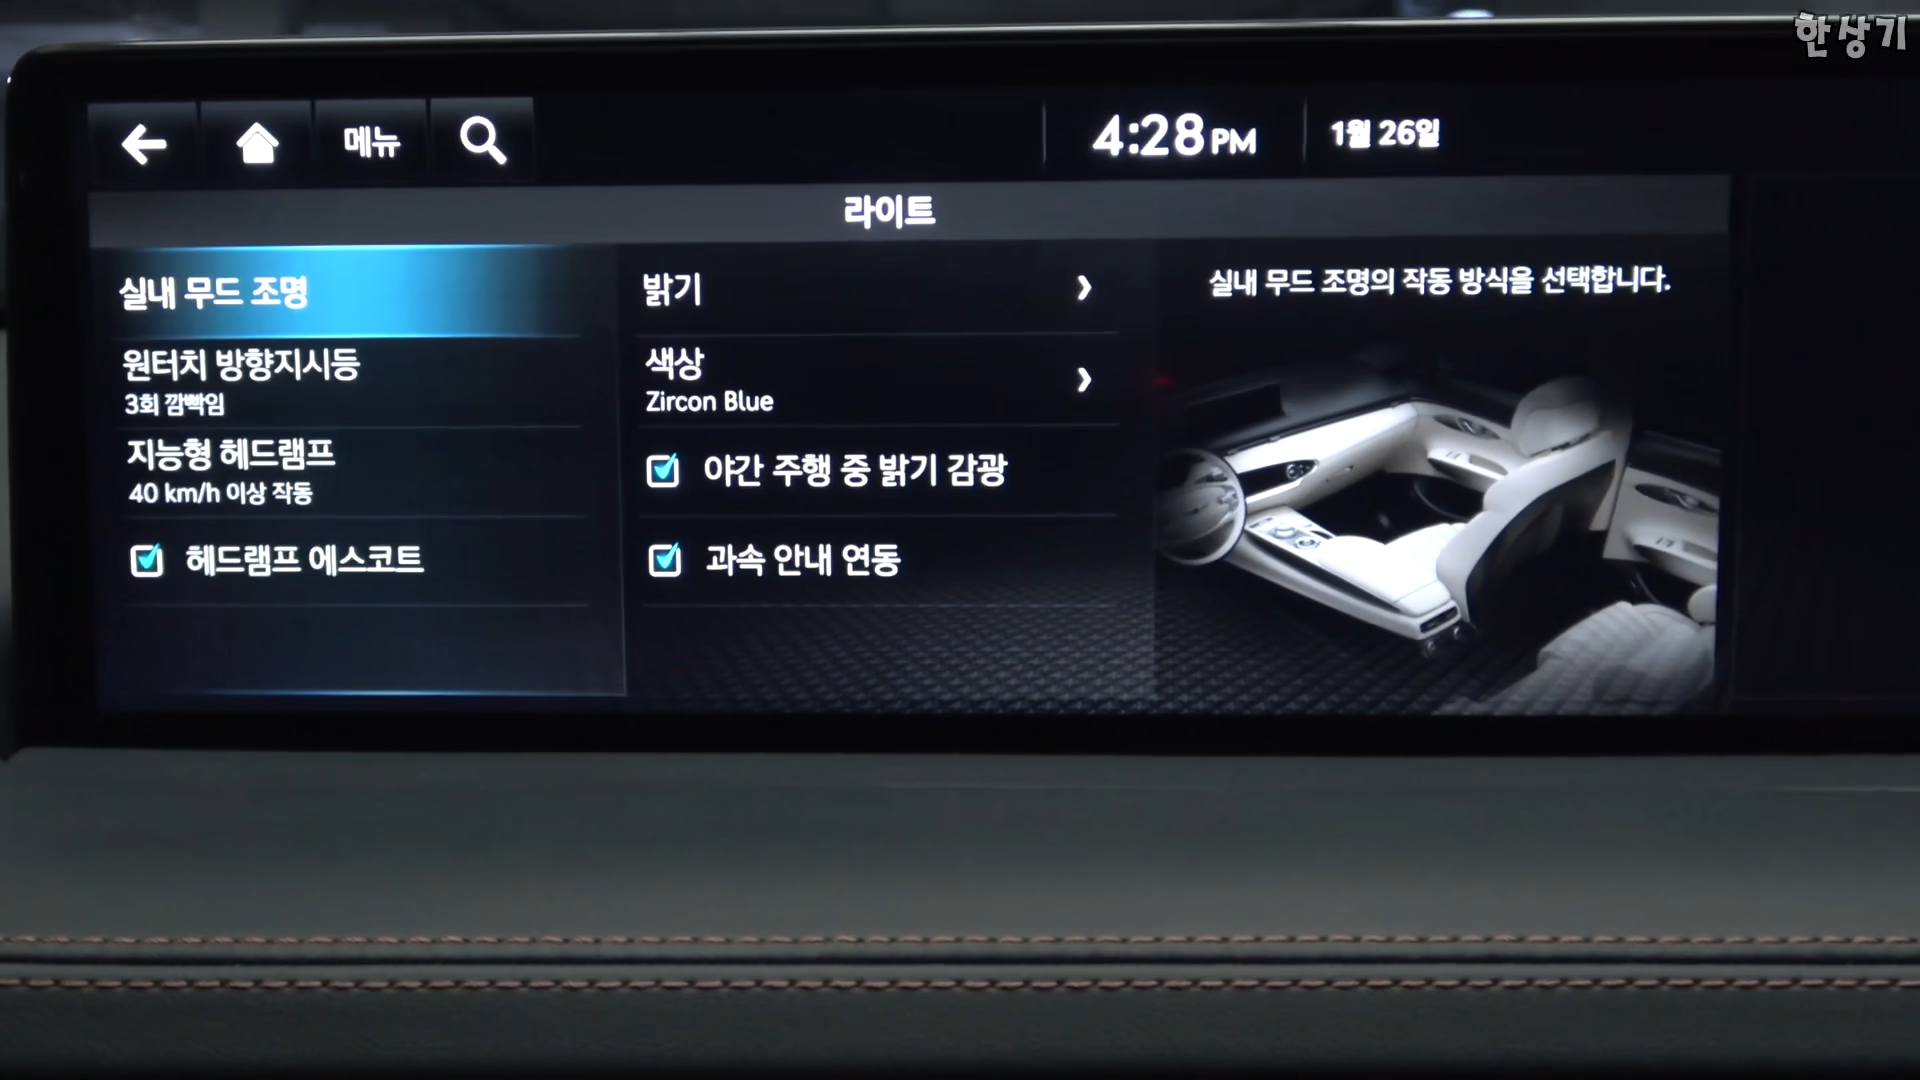 한상기
메뉴
4:28 PM
1월 26일
라이트
실내 무드 조명
원터치 방향지시등
3회 깜빡임
지능형 헤드램프
40 km/h 이상 작동
헤드램프 에스코트
밝기
색상
Zircon Blue
야간 주행 중 밝기 감광
과속 안내 연동
실내 무드 조명의 작동 방식을 선택합니다.